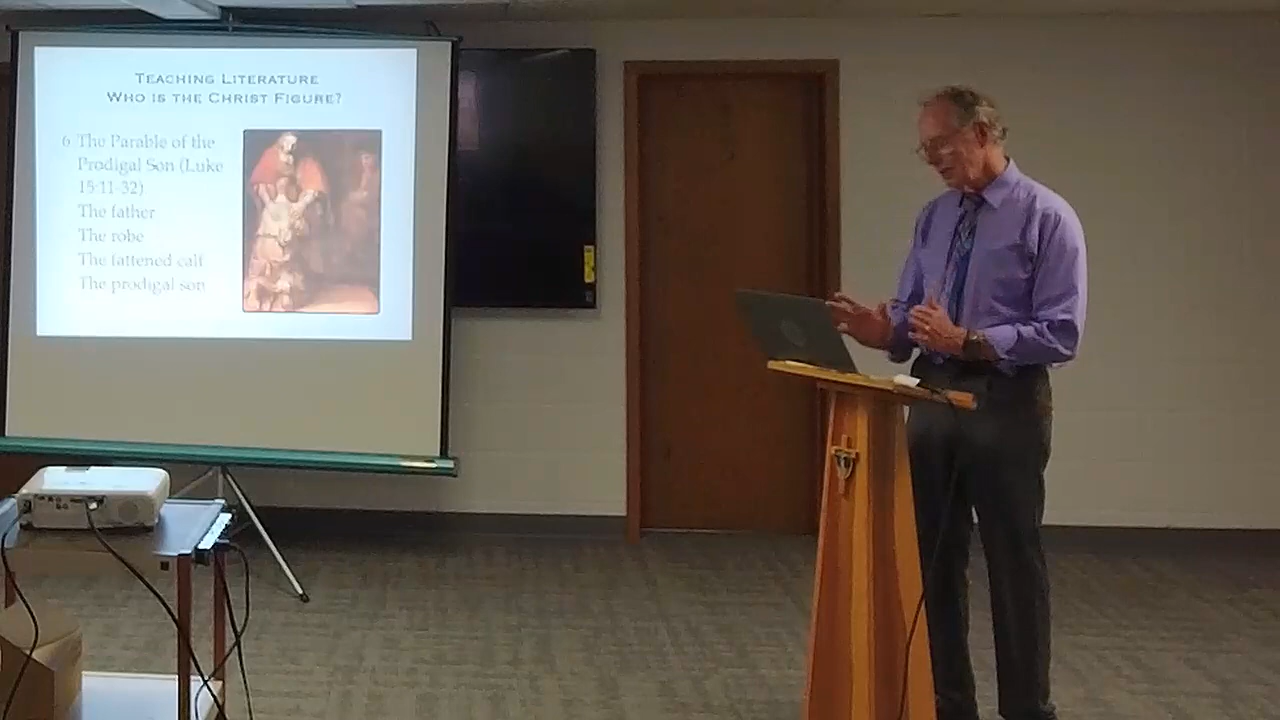 TEACHING LITERATURE
WHO IS THE CHRIST FIGURE?
6 The Parable of the
Prodigal Son (Luke
15:11-32)
The father
The robe
The fattened calf
The prodigal son